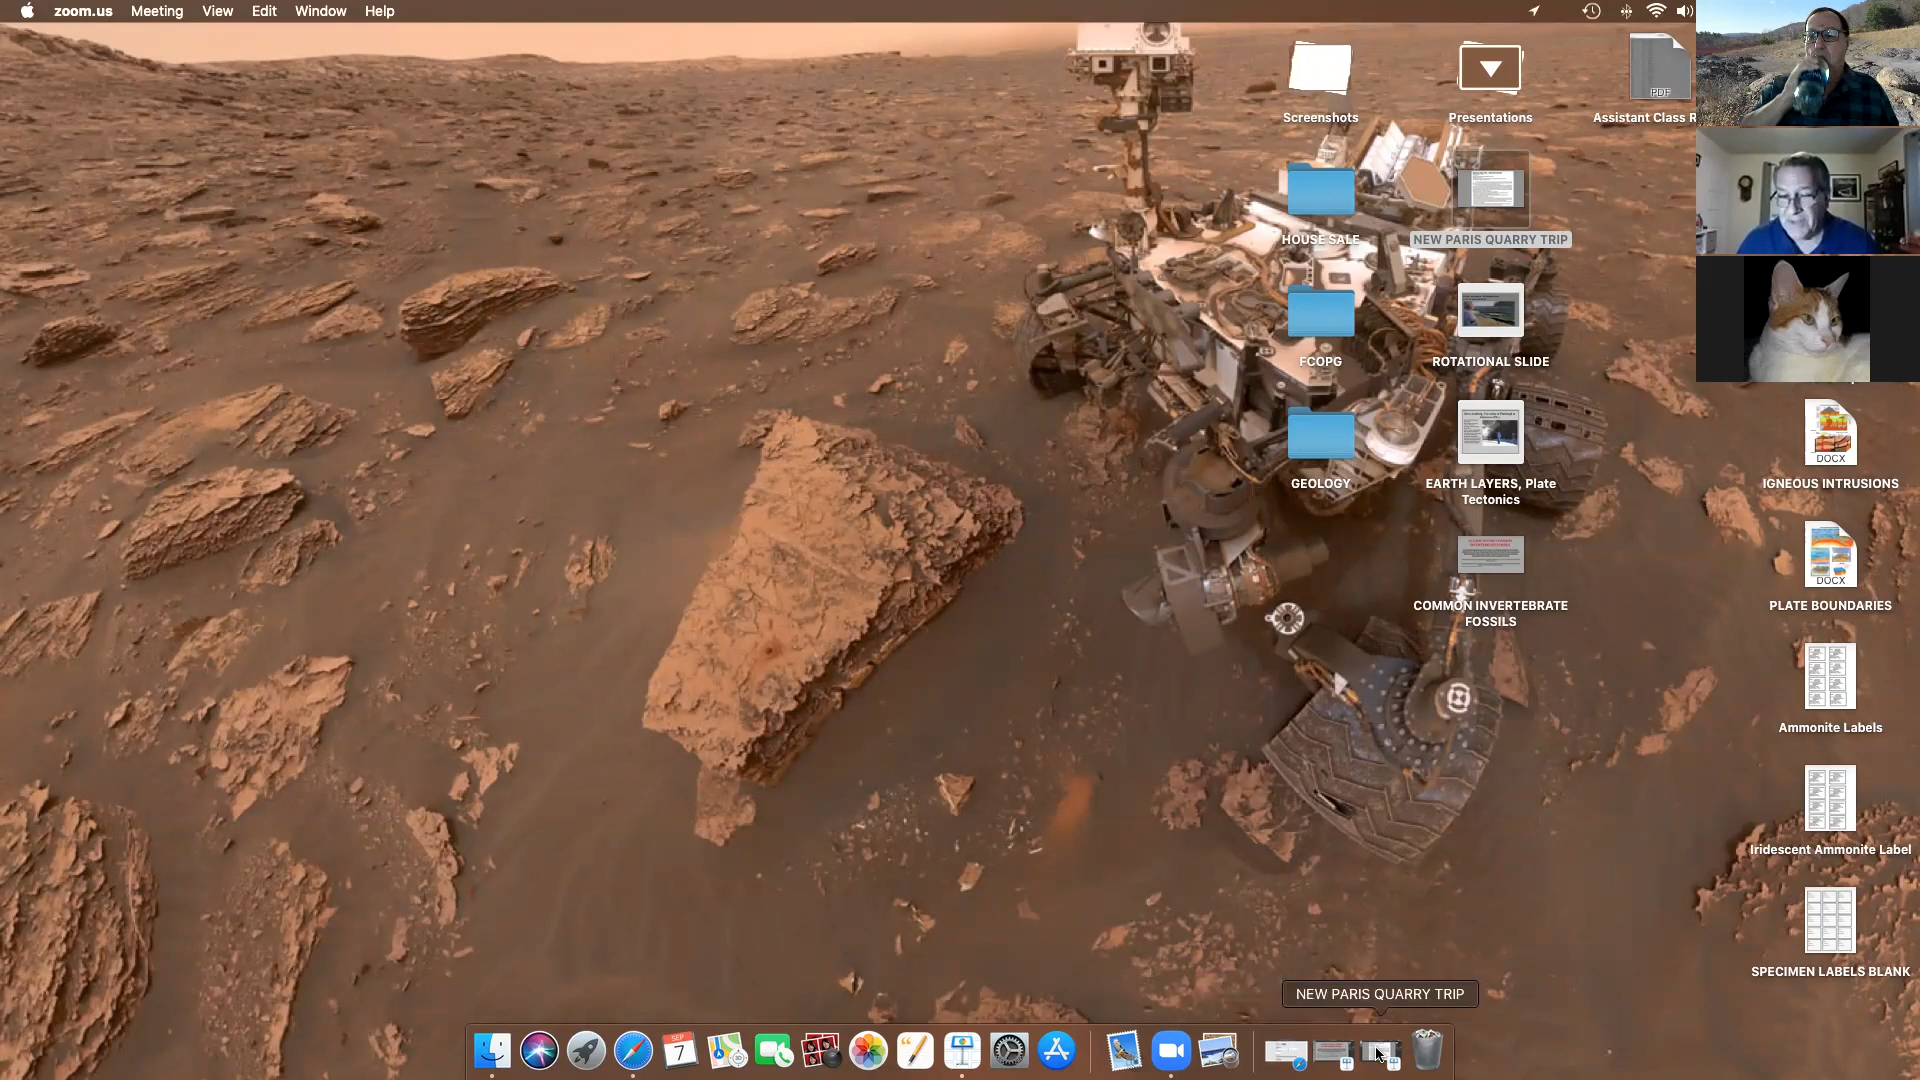 zoom.us Meeting View Edit Window Help
Screenshots
Presentations
PDF
Assistant Class R
HOUSE SALE
NEW PARIS QUARRY TRIP
FCOPG
ROTATIONAL SLIDE
GEOLOGY
EARTH LAYERS, Plate
Tectonics
DOCX
IGNEOUS INTRUSIONS
COMMON INVERTEBRATE
FOSSILS
DOCX
PLATE BOUNDARIES
Ammonite Labels
Iridescent Ammonite Label
SPECIMEN LABELS BLANK
NEW PARIS QUARRY TRIP
SEP
7